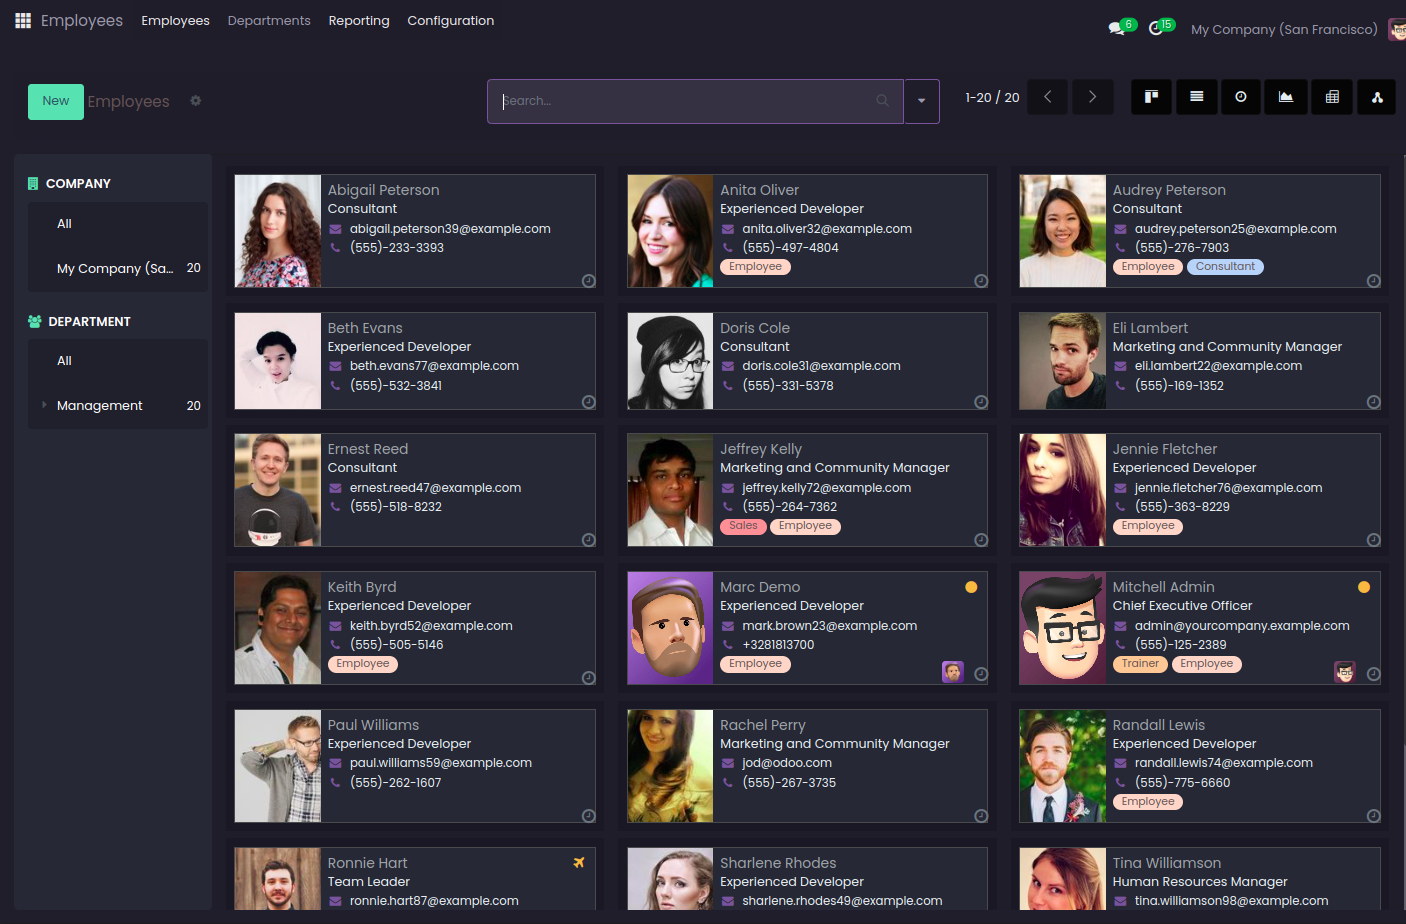 Employees Employees Departments Reporting Configuration
6 15 My Company (San Francisco)
New Employees Search... 1-20 / 20
COMPANY
All
My Company (Sa... 20
DEPARTMENT
All
Management 20
Abigail Peterson
Consultant
abigail.peterson39@example.com
(555)-233-3393
Anita Oliver
Experienced Developer
anita.oliver32@example.com
(555)-497-4804
Employee
Audrey Peterson
Consultant
audrey.peterson25@example.com
(555)-276-7903
Employee Consultant
Beth Evans
Experienced Developer
beth.evans77@example.com
(555)-532-3841
Doris Cole
Consultant
doris.cole31@example.com
(555)-331-5378
Eli Lambert
Marketing and Community Manager
eli.lambert22@example.com
(555)-169-1352
Ernest Reed
Consultant
ernest.reed47@example.com
(555)-518-8232
Jeffrey Kelly
Marketing and Community Manager
jeffrey.kelly72@example.com
(555)-264-7362
Sales Employee
Jennie Fletcher
Experienced Developer
jennie.fletcher76@example.com
(555)-363-8229
Employee
Keith Byrd
Experienced Developer
keith.byrd52@example.com
(555)-505-5146
Employee
Marc Demo
Experienced Developer
mark.brown23@example.com
+3281813700
Employee
Mitchell Admin
Chief Executive Officer
admin@yourcompany.example.com
(555)-125-2389
Trainer Employee
Paul Williams
Experienced Developer
paul.williams59@example.com
(555)-262-1607
Rachel Perry
Marketing and Community Manager
jod@odoo.com
(555)-267-3735
Randall Lewis
Experienced Developer
randall.lewis74@example.com
(555)-775-6660
Employee
Ronnie Hart
Team Leader
ronnie.hart87@example.com
Sharlene Rhodes
Experienced Developer
sharlene.rhodes49@example.com
Tina Williamson
Human Resources Manager
tina.williamson98@example.com